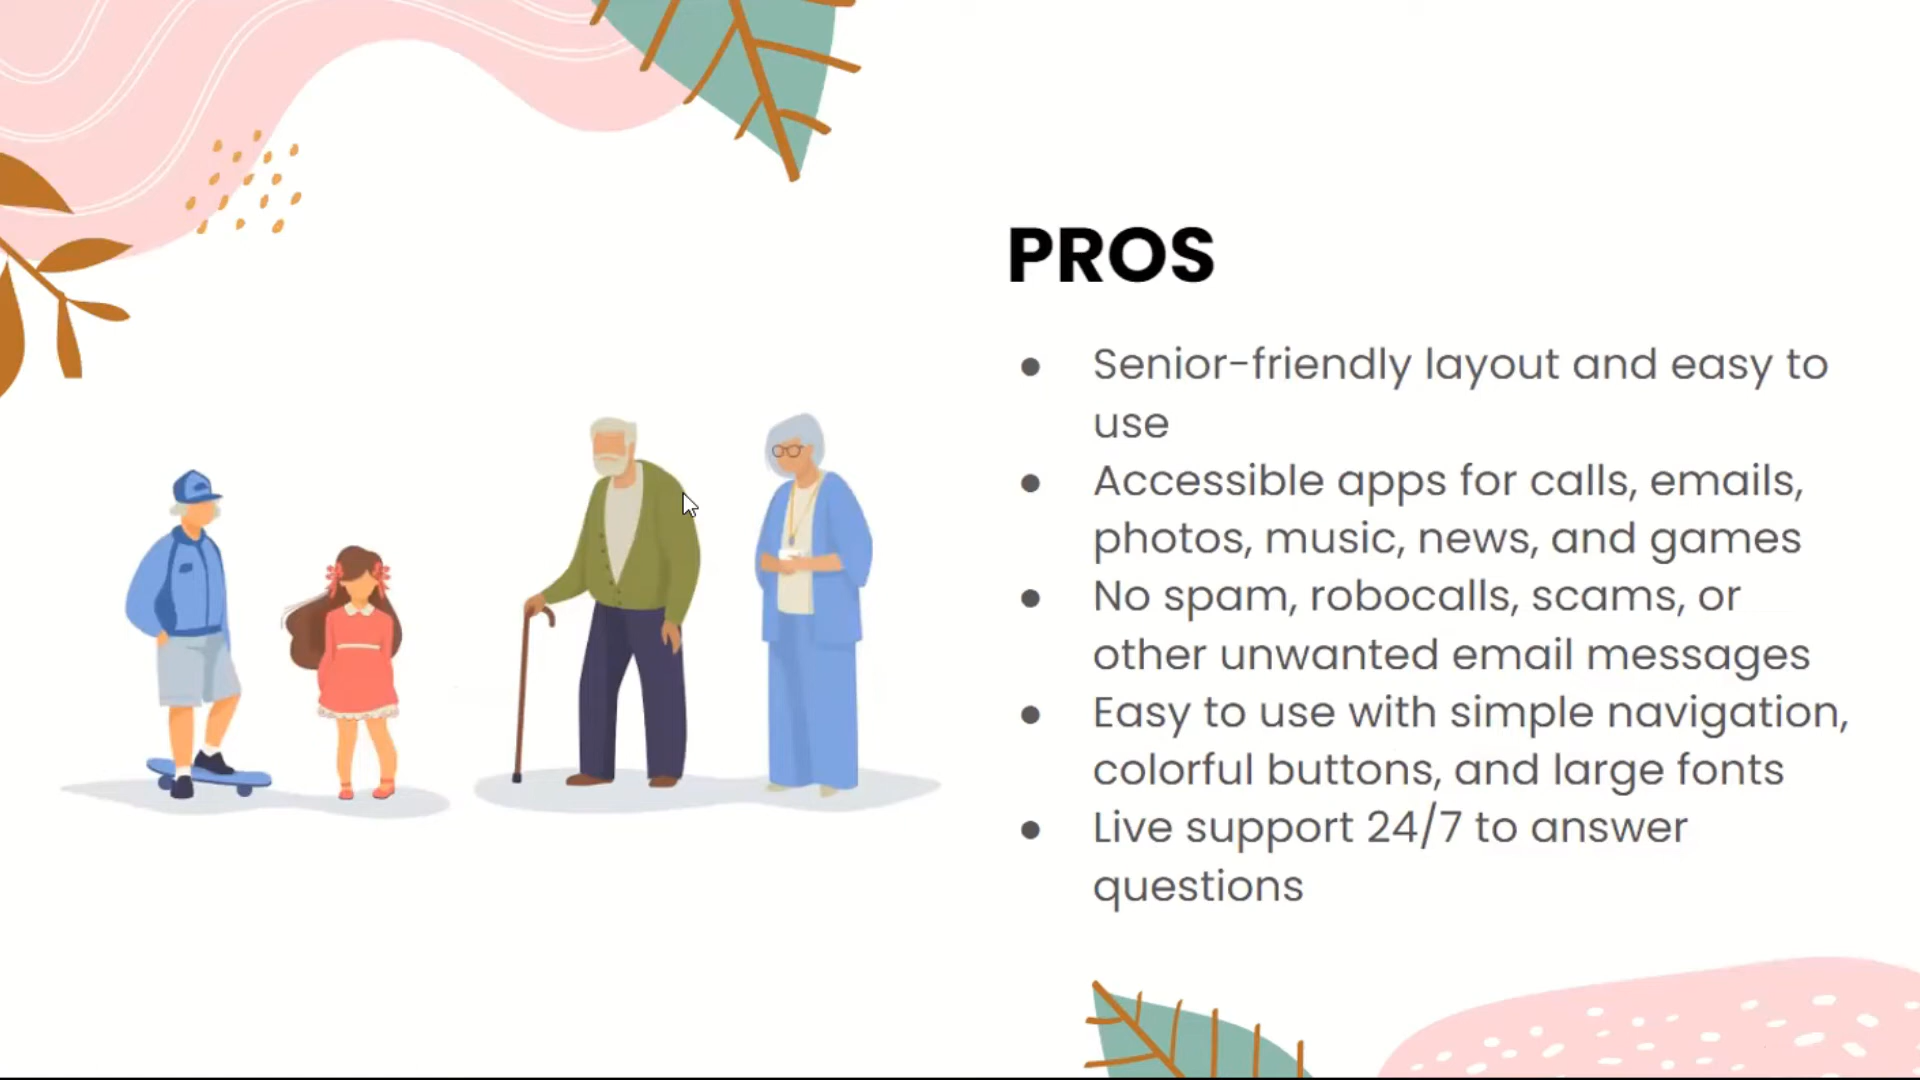 PROS
● Senior-friendly layout and easy to
use
● Accessible apps for calls, emails,
photos, music, news, and games
● No spam, robocalls, scams, or
other unwanted email messages
● Easy to use with simple navigation,
colorful buttons, and large fonts
● Live support 24/7 to answer
questions